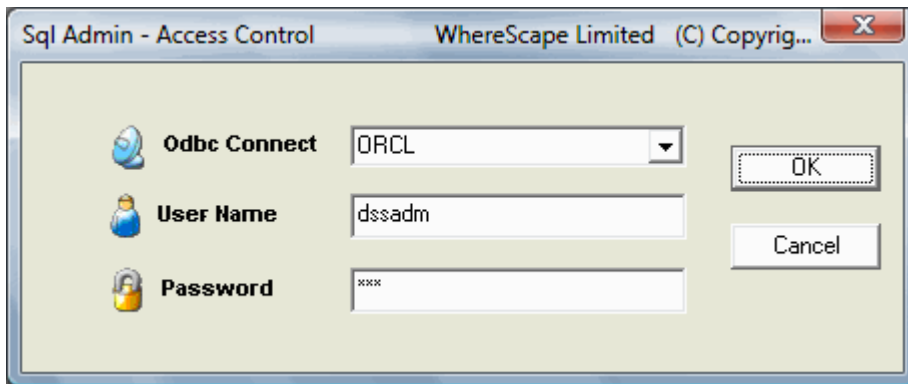 Sql Admin - Access Control WhereScape Limited (C) Copyrig...
Odbc Connect ORCL
OK
User Name dssadm
Cancel
Password ***